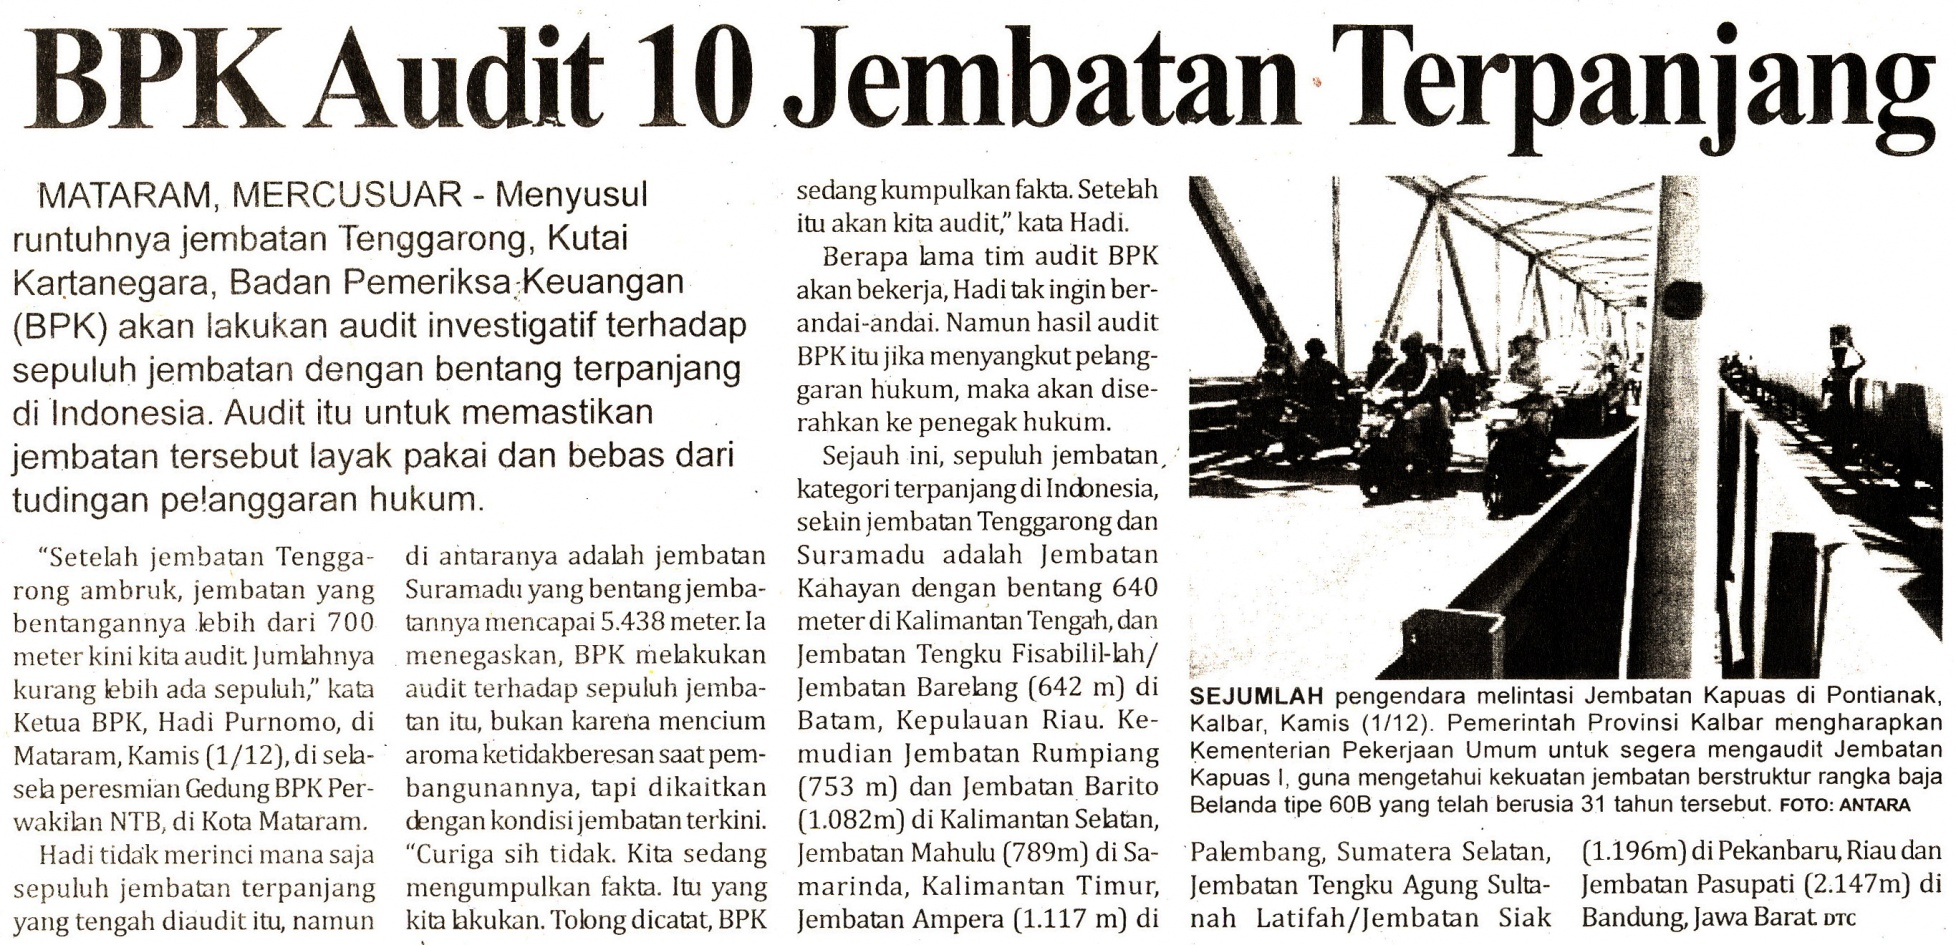 BPK Audit 10 Jembatan Terpanjang
MATARAM, MERCUSUAR - Menyusul
runtuhnya jembatan Tenggarong, Kutai
Kartanegara, Badan Pemeriksa Keuangan
(BPK) akan lakukan audit investigatif terhadap
sepuluh jembatan dengan bentang terpanjang
di Indonesia. Audit itu untuk memastikan
jembatan tersebut layak pakai dan bebas dari
tudingan pelanggaran hukum.
“Setelah jembatan Tengga-
rong ambruk, jembatan yang
bentangannya lebih dari 700
meter kini kita audit. Jumlahnya
kurang lebih ada sepuluh,” kata
Ketua BPK, Hadi Purnomo, di
Mataram, Kamis (1/12), di sela-
sela peresmian Gedung BPK Per-
wakilan NTB, di Kota Mataram.
Hadi tidak merinci mana saja
sepuluh jembatan terpanjang
yang tengah diaudit itu, namun
di antaranya adalah jembatan
Suramadu yang bentang jemba-
tannya mencapai 5.438 meter. Ia
menegaskan, BPK melakukan
audit terhadap sepuluh jemba-
tan itu, bukan karena mencium
aroma ketidakberesan saat pem-
bangunannya, tapi dikaitkan
dengan kondisi jembatan terkini.
“Curiga sih tidak. Kita sedang
mengumpulkan fakta. Itu yang
kita lakukan. Tolong dicatat, BPK
sedang kumpulkan fakta. Setelah
itu akan kita audit,” kata Hadi.
Berapa lama tim audit BPK
akan bekerja, Hadi tak ingin ber-
andai-andai. Namun hasil audit
BPK itu jika menyangkut pelang-
garan hukum, maka akan dise-
rahkan ke penegak hukum.
Sejauh ini, sepuluh jembatan
kategori terpanjang di Indonesia,
selain jembatan Tenggarong dan
Suramadu adalah Jembatan
Kahayan dengan bentang 640
meter di Kalimantan Tengah, dan
Jembatan Tengku Fisabilil-lah/
Jembatan Barelang (642 m) di
Batam, Kepulauan Riau. Ke-
mudian Jembatan Rumpiang
(753 m) dan Jembatan Barito
(1.082m) di Kalimantan Selatan,
Jembatan Mahulu (789m) di Sa-
marinda, Kalimantan Timur,
Jembatan Ampera (1.117 m) di
SEJUMLAH pengendara melintasi Jembatan Kapuas di Pontianak,
Kalbar, Kamis (1/12). Pemerintah Provinsi Kalbar mengharapkan
Kementerian Pekerjaan Umum untuk segera mengaudit Jembatan
Kapuas I, guna mengetahui kekuatan jembatan berstruktur rangka baja
Belanda tipe 60B yang telah berusia 31 tahun tersebut. FOTO: ANTARA
Palembang, Sumatera Selatan,
Jembatan Tengku Agung Sulta-
nah Latifah/Jembatan Siak
(1.196m) di Pekanbaru, Riau dan
Jembatan Pasupati (2.147m) di
Bandung, Jawa Barat. DTC